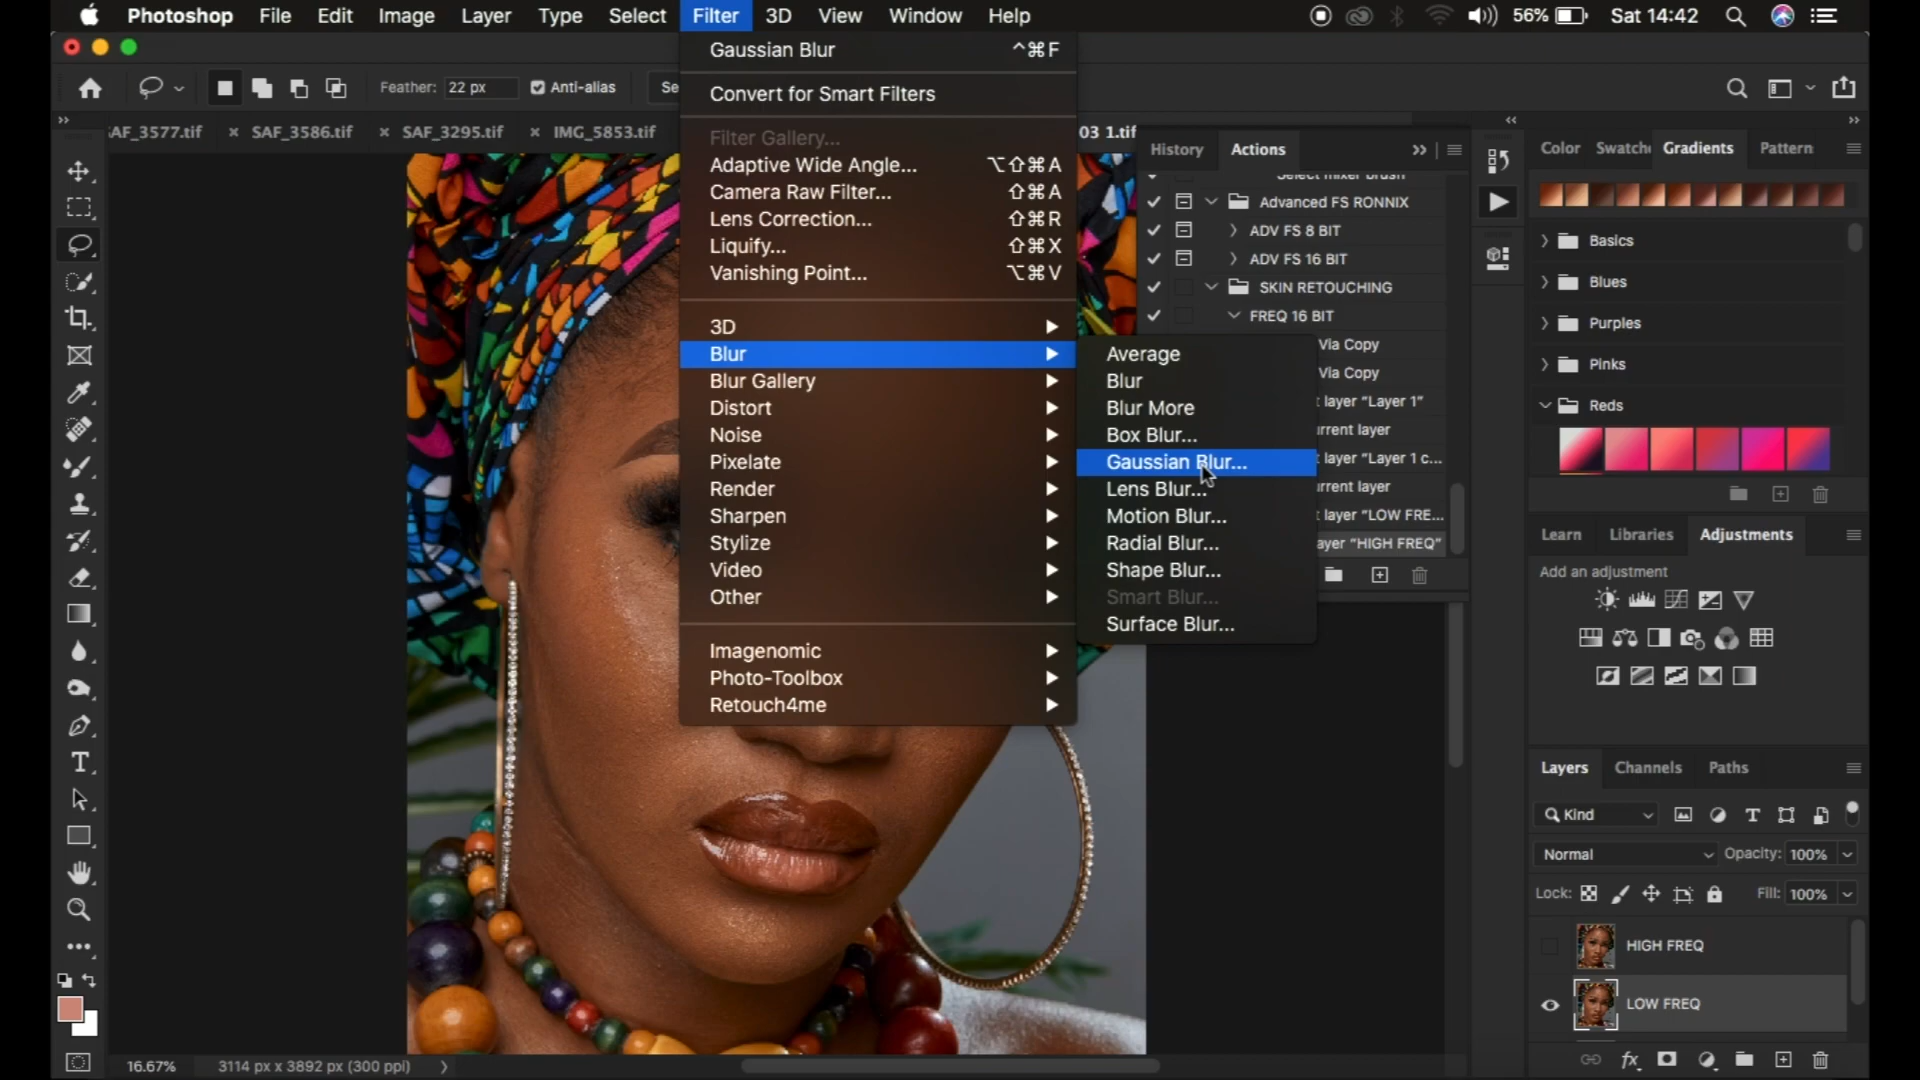 Photoshop File Edit Image Layer Type Select Filter 3D View Window Help 56% Sat 14:42
Feather: 22 px Anti-alias Se
AF_3577.tif × SAF_3586.tif × SAF_3295.tif × IMG_5853.tif 03 1.tif
Gaussian Blur ^⌘F
Convert for Smart Filters
Filter Gallery...
Adaptive Wide Angle... ⌥⇧⌘A
Camera Raw Filter... ⇧⌘A
Lens Correction... ⇧⌘R
Liquify... ⇧⌘X
Vanishing Point... ⌥⌘V
3D
Blur
Blur Gallery
Distort
Noise
Pixelate
Render
Sharpen
Stylize
Video
Other
Imagenomic
Photo-Toolbox
Retouch4me
Average
Blur
Blur More
Box Blur...
Gaussian Blur...
Lens Blur...
Motion Blur...
Radial Blur...
Shape Blur...
Smart Blur...
Surface Blur...
History Actions
Select mixer brush
Advanced FS RONNIX
ADV FS 8 BIT
ADV FS 16 BIT
SKIN RETOUCHING
FREQ 16 BIT
Via Copy
Via Copy
t layer “Layer 1”
urrent layer
t layer “Layer 1 c...
urrent layer
t layer “LOW FRE...
ayer “HIGH FREQ”
Color Swatch Gradients Pattern
Basics
Blues
Purples
Pinks
Reds
Learn Libraries Adjustments
Add an adjustment
Layers Channels Paths
Kind
Normal Opacity: 100%
Lock: Fill: 100%
HIGH FREQ
LOW FREQ
16.67% 3114 px x 3892 px (300 ppi)